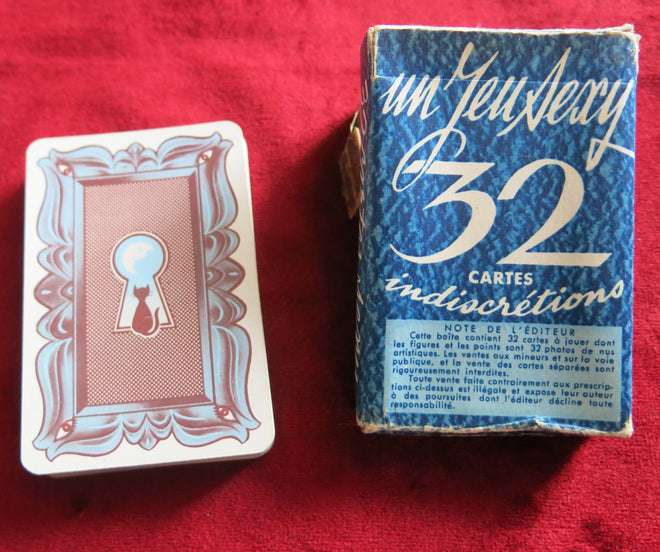 un Jeu Sexy
32
CARTES
indiscrétions
NOTE DE L'ÉDITEUR
Cette boîte contient 32 cartes à jouer dont
les figures et les points sont 32 photos de nus
artistiques. Les ventes aux mineurs et sur la voie
publique, et la vente des cartes séparées sont
rigoureusement interdites.
Toute vente faite contrairement aux prescrip-
tions ci-dessus est illégale et expose leur auteur
à des poursuites dont l'éditeur décline toute
responsabilité.